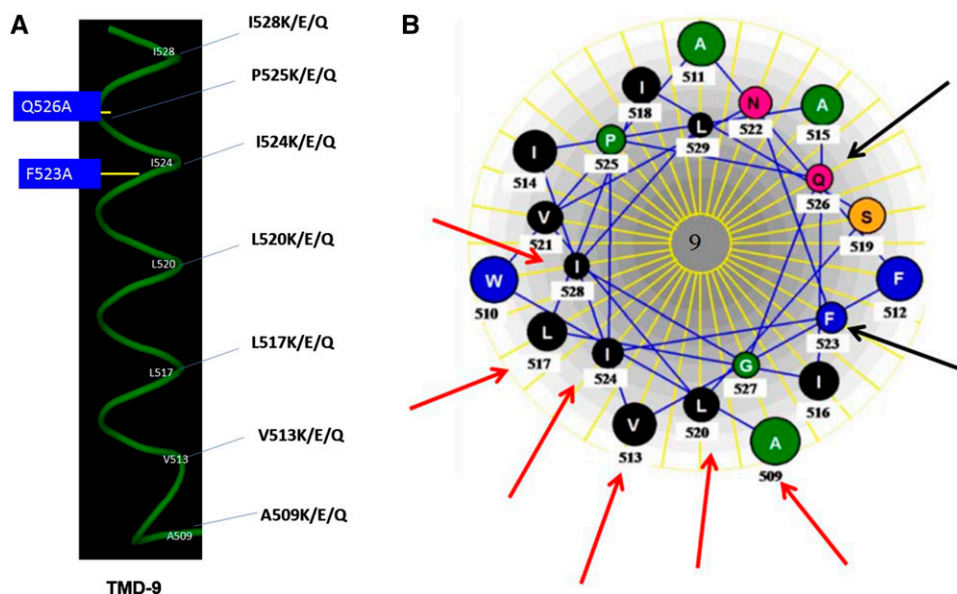 A
I528
I528K/E/Q
P525K/E/Q
Q526A
I524
I524K/E/Q
F523A
L520
L520K/E/Q
L517
L517K/E/Q
V513
V513K/E/Q
A509
A509K/E/Q
TMD-9
B
A
511
I
518
N
522
A
515
L
529
P
525
I
514
Q
526
V
521
S
519
9
I
528
W
510
F
512
L
517
F
523
I
524
G
527
I
516
V
513
L
520
A
509